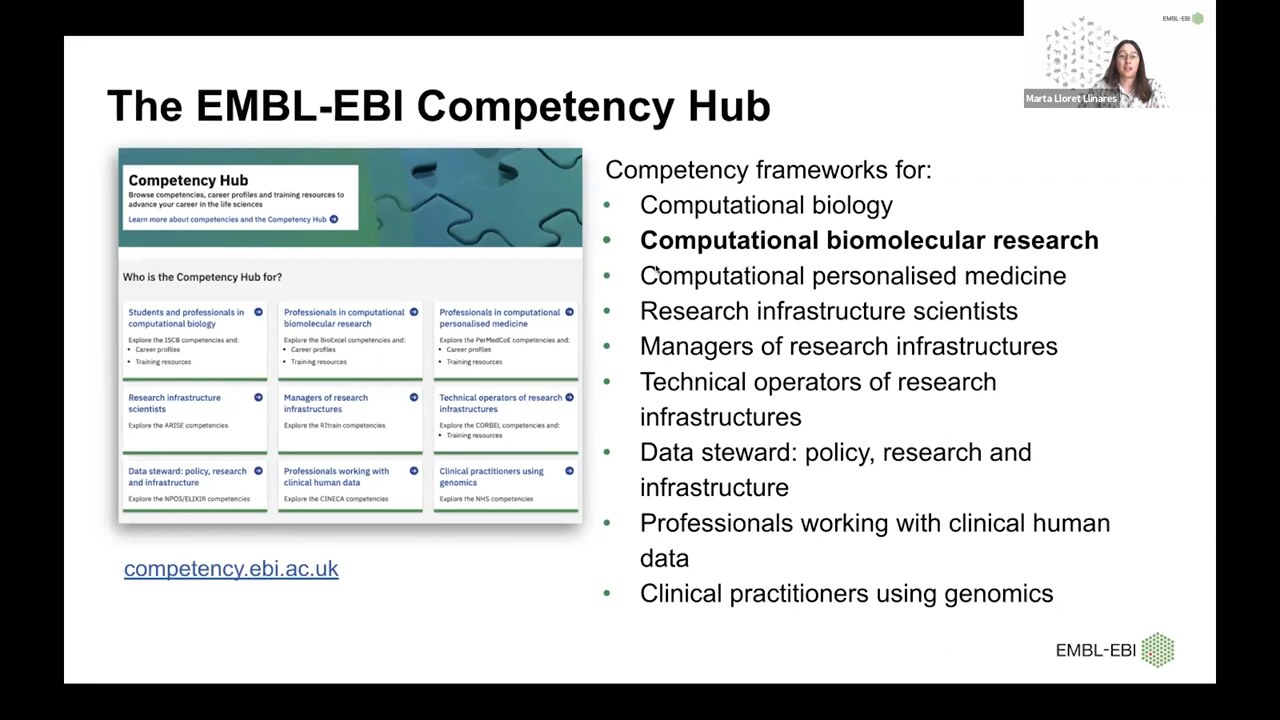 EMBL-EBI
Marta Lloret Llinares
The EMBL-EBI Competency Hub
Competency Hub
Browse competencies, career profiles and training resources to
advance your career in the life sciences
Learn more about competencies and the Competency Hub
Who is the Competency Hub for?
Students and professionals in
computational biology
Explore the ISCB competencies and:
• Career profiles
• Training resources
Professionals in computational
biomolecular research
Explore the BioExcel competencies and:
• Career profiles
• Training resources
Professionals in computational
personalised medicine
Explore the PerMedCoE competencies and:
• Career profiles
• Training resources
Research infrastructure
scientists
Explore the ARISE competencies
Managers of research
infrastructures
Explore the RItrain competencies
Technical operators of research
infrastructures
Explore the CORBEL competencies and:
• Training resources
Data steward: policy, research
and infrastructure
Explore the NPOS/ELIXIR competencies
Professionals working with
clinical human data
Explore the CINECA competencies
Clinical practitioners using
genomics
Explore the NHS competencies
competency.ebi.ac.uk
Competency frameworks for:
• Computational biology
• Computational biomolecular research
• Computational personalised medicine
• Research infrastructure scientists
• Managers of research infrastructures
• Technical operators of research
infrastructures
• Data steward: policy, research and
infrastructure
• Professionals working with clinical human
data
• Clinical practitioners using genomics
EMBL-EBI